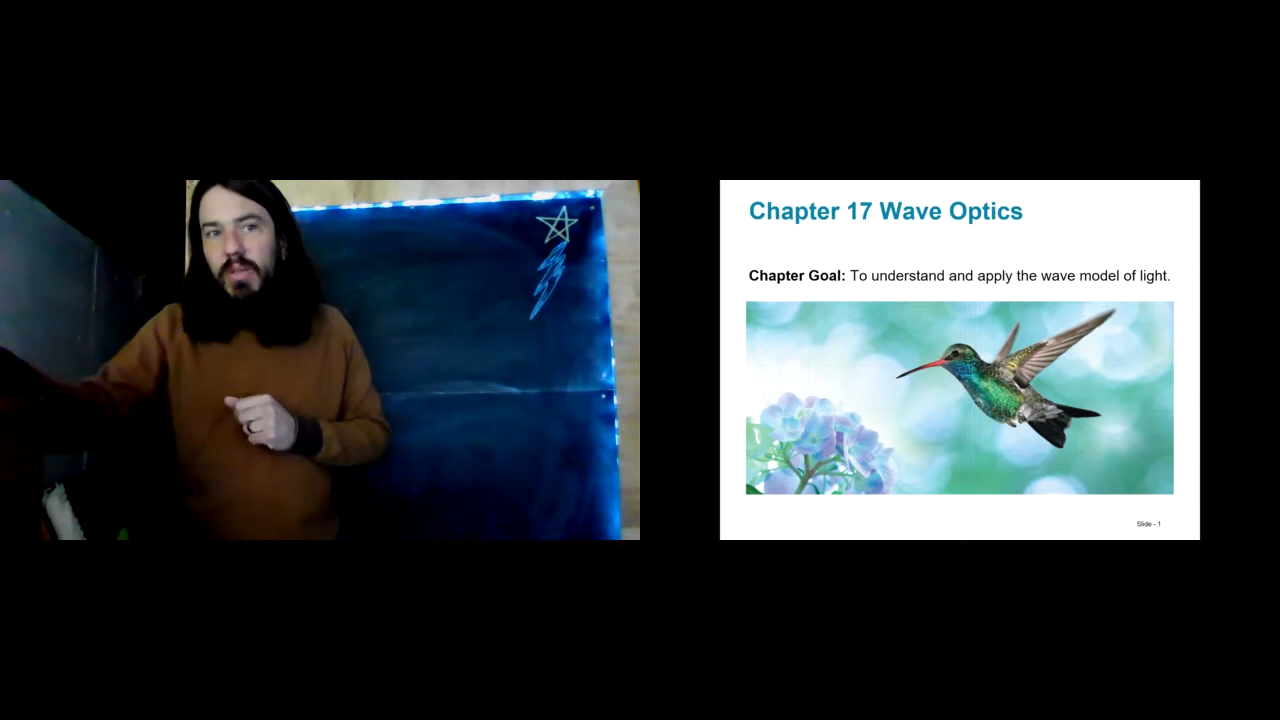 Chapter 17 Wave Optics
Chapter Goal: To understand and apply the wave model of light.
Slide - 1